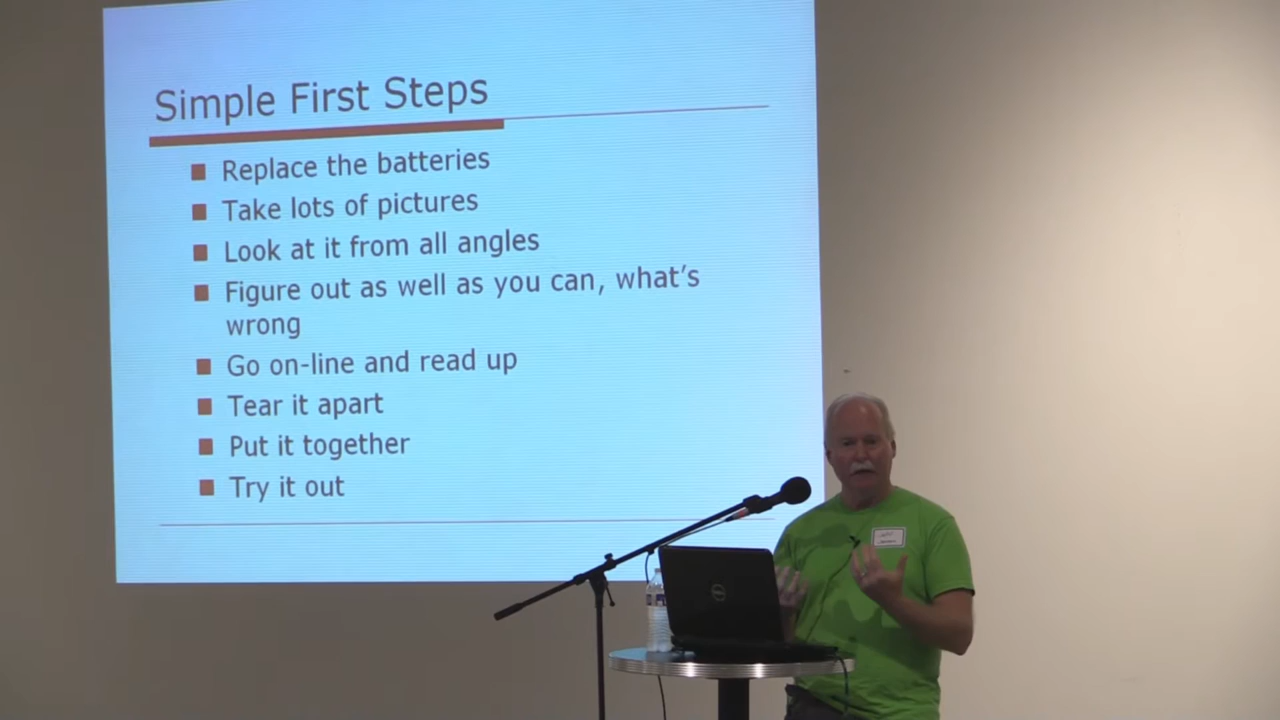 Simple First Steps
Replace the batteries
Take lots of pictures
Look at it from all angles
Figure out as well as you can, what's
wrong
Go on-line and read up
Tear it apart
Put it together
Try it out